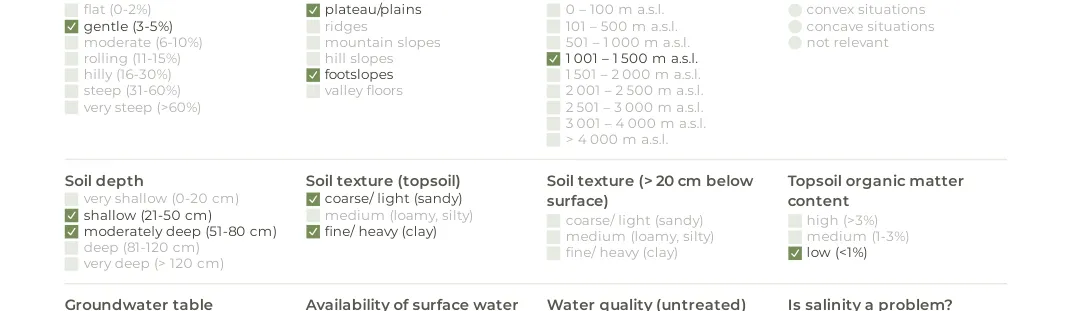 flat (0-2%)
gentle (3-5%)
moderate (6-10%)
rolling (11-15%)
hilly (16-30%)
steep (31-60%)
very steep (>60%)
plateau/plains
ridges
mountain slopes
hill slopes
footslopes
valley floors
0 – 100 m a.s.l.
101 – 500 m a.s.l.
501 – 1 000 m a.s.l.
1 001 – 1 500 m a.s.l.
1 501 – 2 000 m a.s.l.
2 001 – 2 500 m a.s.l.
2 501 – 3 000 m a.s.l.
3 001 – 4 000 m a.s.l.
> 4 000 m a.s.l.
convex situations
concave situations
not relevant
Soil depth
very shallow (0-20 cm)
shallow (21-50 cm)
moderately deep (51-80 cm)
deep (81-120 cm)
very deep (> 120 cm)
Soil texture (topsoil)
coarse/ light (sandy)
medium (loamy, silty)
fine/ heavy (clay)
Soil texture (> 20 cm below
surface)
coarse/ light (sandy)
medium (loamy, silty)
fine/ heavy (clay)
Topsoil organic matter
content
high (>3%)
medium (1-3%)
low (<1%)
Groundwater table
Availability of surface water
Water quality (untreated)
Is salinity a problem?